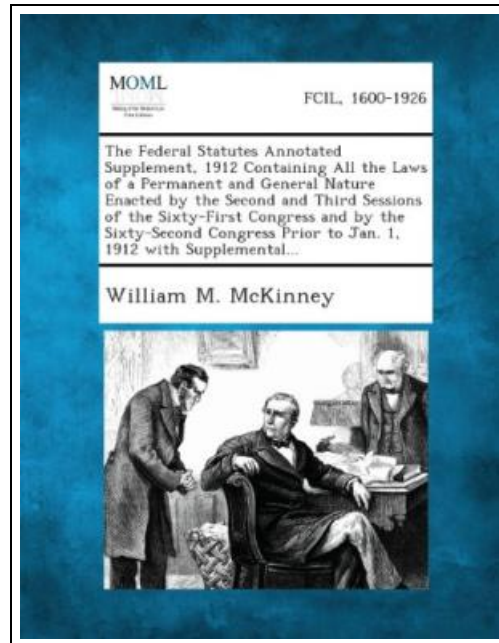 MOML
FCIL, 1600-1926
The Federal Statutes Annotated
Supplement, 1912 Containing All the Laws
of a Permanent and General Nature
Enacted by the Second and Third Sessions
of the Sixty-First Congress and by the
Sixty-Second Congress Prior to Jan. 1,
1912 with Supplemental...
William M. McKinney